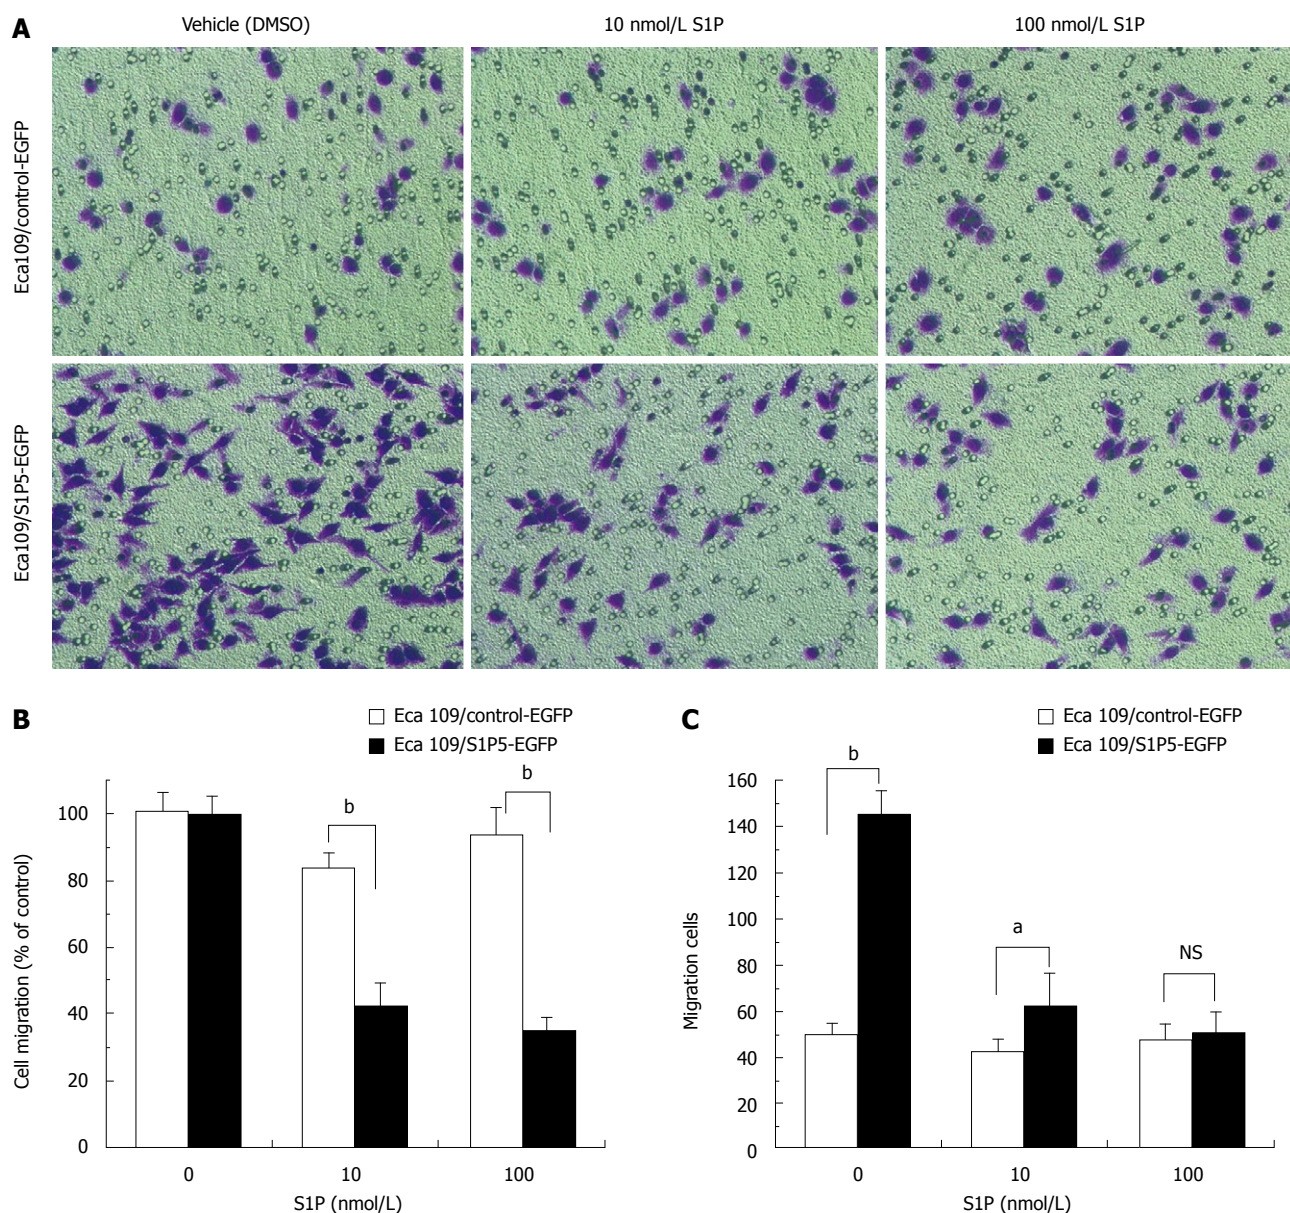 A
Vehicle (DMSO)
10 nmol/L S1P
100 nmol/L S1P
Eca109/control-EGFP
Eca109/S1P5-EGFP
B
Eca 109/control-EGFP
Eca 109/S1P5-EGFP
Cell migration (% of control)
100
80
60
40
20
0
b
b
0
10
100
S1P (nmol/L)
C
Eca 109/control-EGFP
Eca 109/S1P5-EGFP
Migration cells
160
140
120
160
80
60
40
20
0
b
a
NS
0
10
100
S1P (nmol/L)